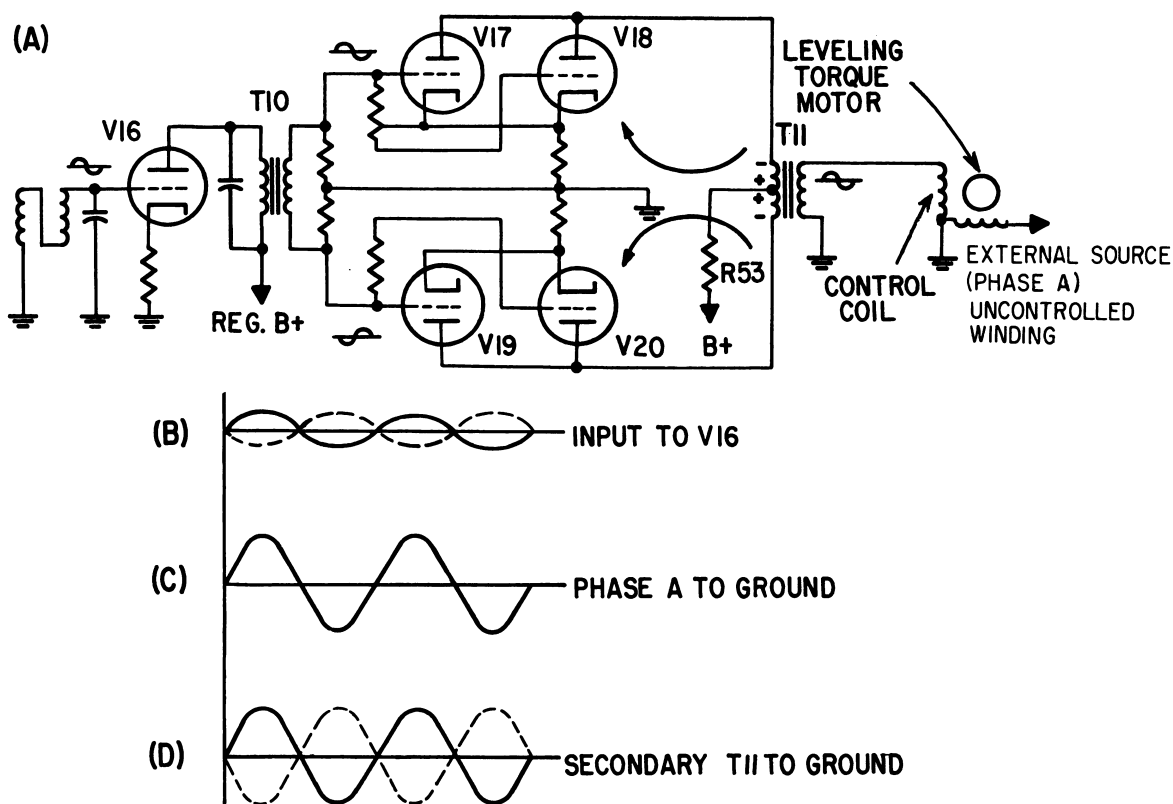 (A)
V17
V18
LEVELING
TORQUE
MOTOR
T10
V16
T11
REG. B+
V19
V20
R53
B+
CONTROL
COIL
EXTERNAL SOURCE
(PHASE A)
UNCONTROLLED
WINDING
-
+
+
-
(B)
INPUT TO V16
(C)
PHASE A TO GROUND
(D)
SECONDARY T11 TO GROUND